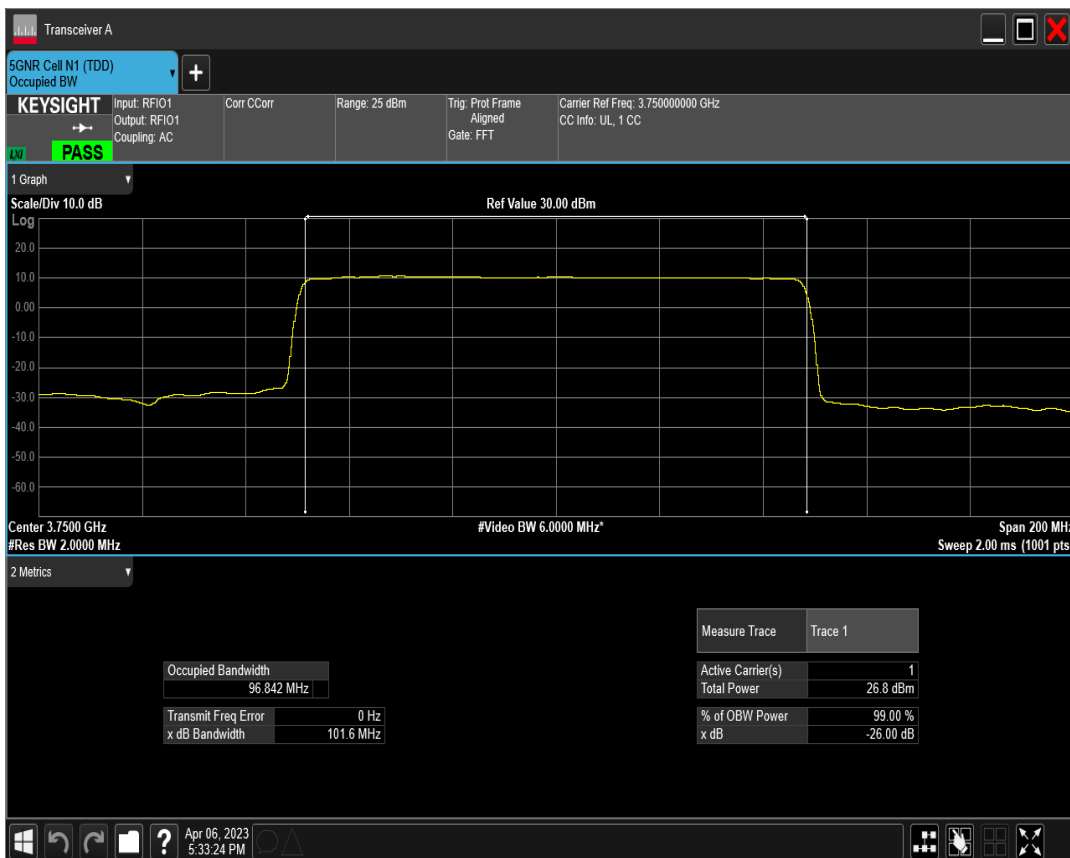 Transceiver A
5GNR Cell N1 (TDD)
Occupied BW
+
KEYSIGHT
LXI
PASS
Input: RFIO1
Output: RFIO1
Coupling: AC
Corr CCorr
Range: 25 dBm
Trig: Prot Frame
Aligned
Gate: FFT
Carrier Ref Freq: 3.750000000 GHz
CC Info: UL, 1 CC
1 Graph
Scale/Div 10.0 dB
Ref Value 30.00 dBm
Log
20.0
10.0
0.00
-10.0
-20.0
-30.0
-40.0
-50.0
-60.0
Center 3.7500 GHz
#Video BW 6.0000 MHz*
Span 200 MHz
#Res BW 2.0000 MHz
Sweep 2.00 ms (1001 pts
2 Metrics
Measure Trace Trace 1
Occupied Bandwidth
96.842 MHz
Active Carrier(s) 1
Total Power 26.8 dBm
Transmit Freq Error 0 Hz
x dB Bandwidth 101.6 MHz
% of OBW Power 99.00 %
x dB -26.00 dB
?
Apr 06, 2023
5:33:24 PM